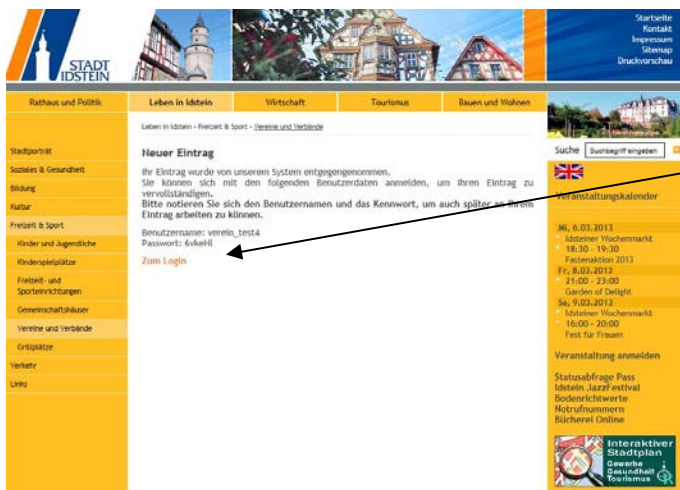 STADT
IDSTEIN
Startseite
Kontakt
Impressum
Sitemap
Druckvorschau
Rathaus und Politik
Leben in Idstein
Wirtschaft
Tourismus
Bauen und Wohnen
Stadtporträt
Soziales & Gesundheit
Bildung
Kultur
Freizeit & Sport
Kinder und Jugendliche
Kinderspielplätze
Freizeit- und
Sporteinrichtungen
Gemeinschaftshäuser
Vereine und Verbände
Grillplätze
Verkehr
Links
Leben in Idstein - Freizeit & Sport - Vereine und Verbände
Neuer Eintrag
Ihr Eintrag wurde von unserem System entgegengenommen.
Sie können sich mit den folgenden Benutzerdaten anmelden, um Ihren Eintrag zu
vervollständigen.
Bitte notieren Sie sich den Benutzernamen und das Kennwort, um auch später an Ihrem
Eintrag arbeiten zu können.
Benutzername: verein_test4
Passwort: 6vkeHl
Zum Login
Suche Suchbegriff eingeben
Veranstaltungskalender
Mi, 6.03.2013
Idsteiner Wochenmarkt
18:30 - 19:30
Fastenaktion 2013
Fr, 8.03.2013
21:00 - 23:00
Garden of Delight
Sa, 9.03.2013
Idsteiner Wochenmarkt
16:00 - 20:00
Fest für Frauen
Veranstaltung anmelden
Statusabfrage Pass
Idstein JazzFestival
Bodenrichtwerte
Notrufnummern
Bücherei Online
Interaktiver
Stadtplan
Gewerbe
Gesundheit
Tourismus